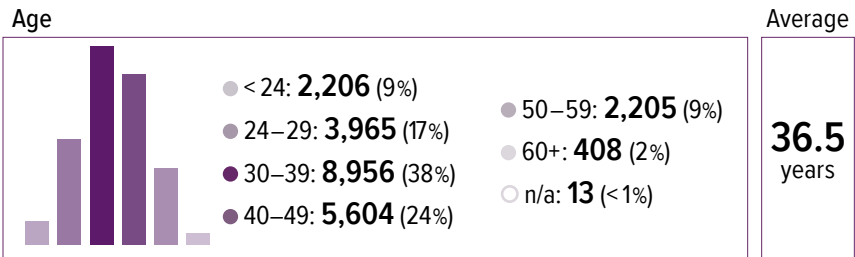 Age
Average
< 24: 2,206 (9%)
24–29: 3,965 (17%)
30–39: 8,956 (38%)
40–49: 5,604 (24%)
50–59: 2,205 (9%)
60+: 408 (2%)
n/a: 13 (<1%)
36.5
years